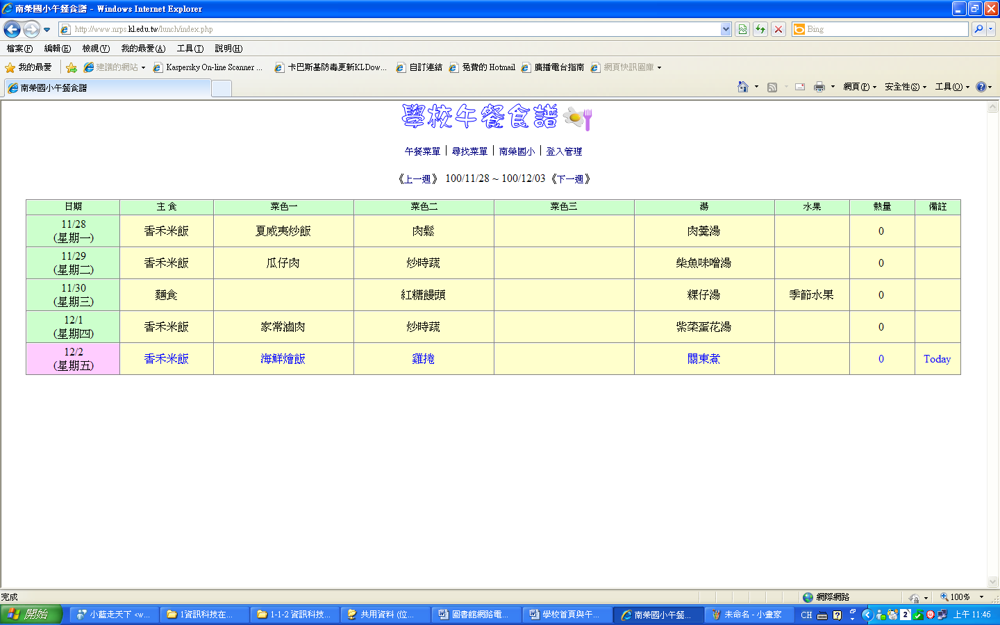 南榮國小午餐食譜 - Windows Internet Explorer
http://www.nrps.kl.edu.tw/lunch/index.php
Bing
檔案(F) 編輯(E) 檢視(V) 我的最愛(A) 工具(T) 說明(H)
我的最愛 建議的網站 Kaspersky On-line Scanner ... 卡巴斯基防毒更新KLDow... 自訂連結 免費的 Hotmail 廣播電台指南 網頁快訊圖庫
南榮國小午餐食譜 網頁(P) 安全性(S) 工具(O)
學校午餐食譜
午餐菜單 | 尋找菜單 | 南榮國小 | 登入管理
《上一週》 100/11/28 ~ 100/12/03 《下一週》
日期 主 食 菜色一 菜色二 菜色三 湯 水果 熱量 備註
11/28
(星期一) 香禾米飯 夏威夷炒飯 肉鬆 肉羹湯 0
11/29
(星期二) 香禾米飯 瓜仔肉 炒時蔬 柴魚味噌湯 0
11/30
(星期三) 麵食 紅糖饅頭 粿仔湯 季節水果 0
12/1
(星期四) 香禾米飯 家常滷肉 炒時蔬 紫菜蛋花湯 0
12/2
(星期五) 香禾米飯 海鮮燴飯 雞捲 關東煮 0 Today
完成 網際網路 100%
開始 小藍走天下 <w... 1資訊科技在... 1-1-2 資訊科技... 共用資料 (位... 圖書館網路電... 學校首頁與午... 南榮國小午餐... 未命名 - 小畫家 CH 2 上午 11:46